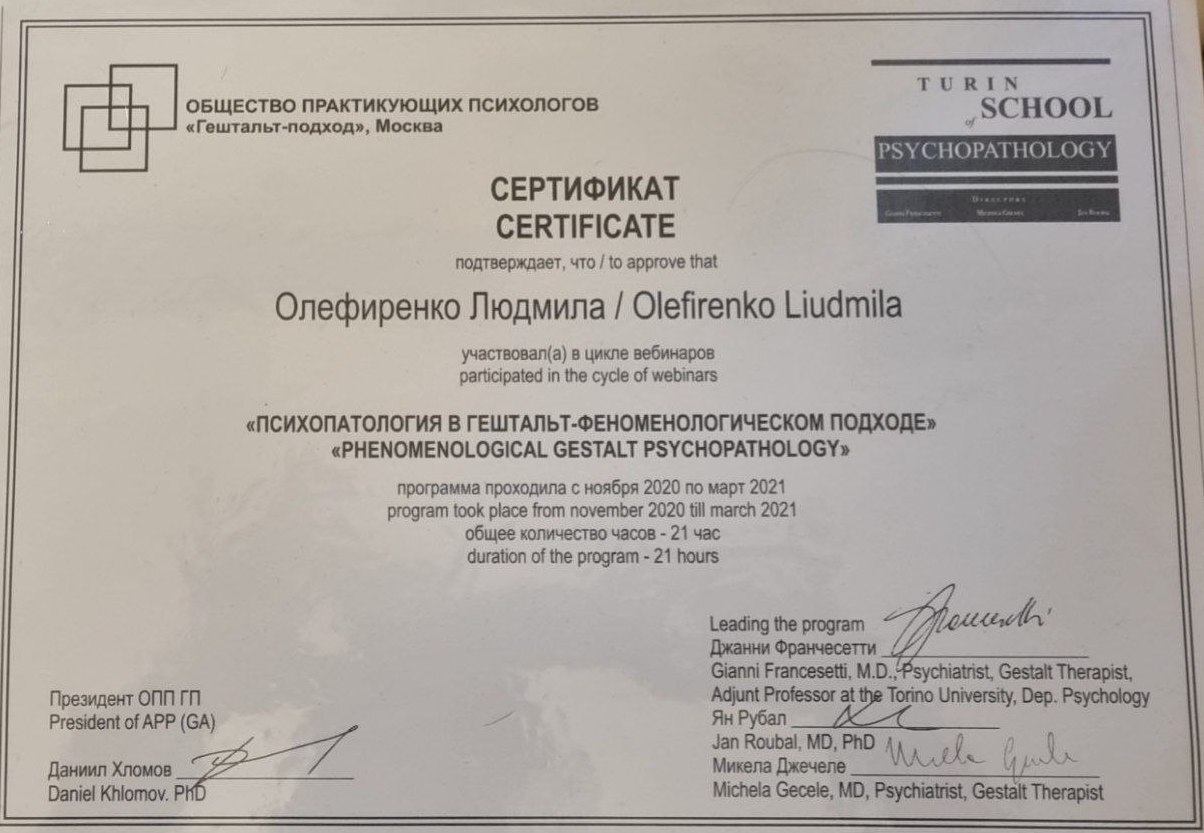 ОБЩЕСТВО ПРАКТИКУЮЩИХ ПСИХОЛОГОВ
«Гештальт-подход», Москва
TURIN
of SCHOOL
PSYCHOPATHOLOGY
DIRECTORS
СЕРТИФИКАТ
CERTIFICATE
подтверждает, что / to approve that
Олефиренко Людмила / Olefirenko Liudmila
участвовал(а) в цикле вебинаров
participated in the cycle of webinars
«ПСИХОПАТОЛОГИЯ В ГЕШТАЛЬТ-ФЕНОМЕНОЛОГИЧЕСКОМ ПОДХОДЕ»
«PHENOMENOLOGICAL GESTALT PSYCHOPATHOLOGY»
программа проходила с ноября 2020 по март 2021
program took place from november 2020 till march 2021
общее количество часов - 21 час
duration of the program - 21 hours
Leading the program
Джанни Франчесетти
Gianni Francesetti, M.D., Psychiatrist, Gestalt Therapist,
Adjunt Professor at the Torino University, Dep. Psychology
Ян Рубал
Jan Roubal, MD, PhD
Микела Джечеле
Michela Gecele, MD, Psychiatrist, Gestalt Therapist
Президент ОПП ГП
President of APP (GA)
Даниил Хломов
Daniel Khlomov. PhD